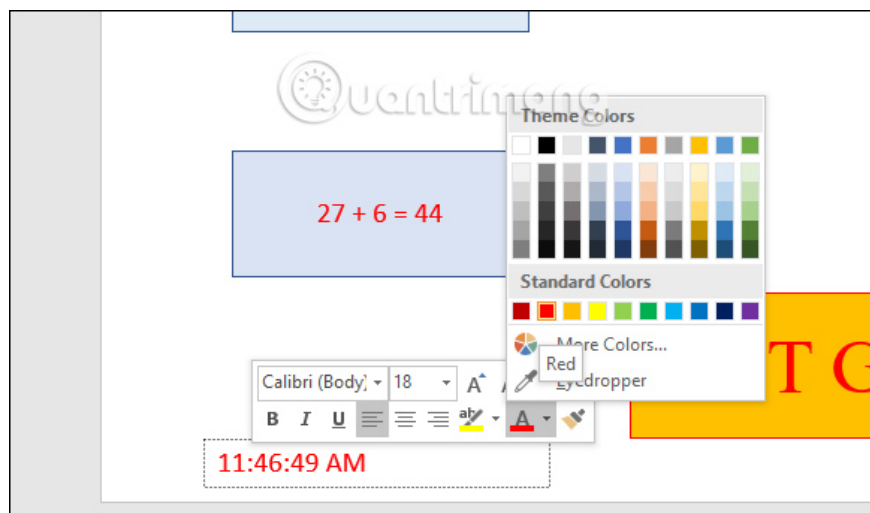 Quantrimang
Theme Colors
27 + 6 = 44
Standard Colors
More Colors...
Red
Eyedropper
T G
Calibri (Body)
18
A
B I U
ab
A
11:46:49 AM